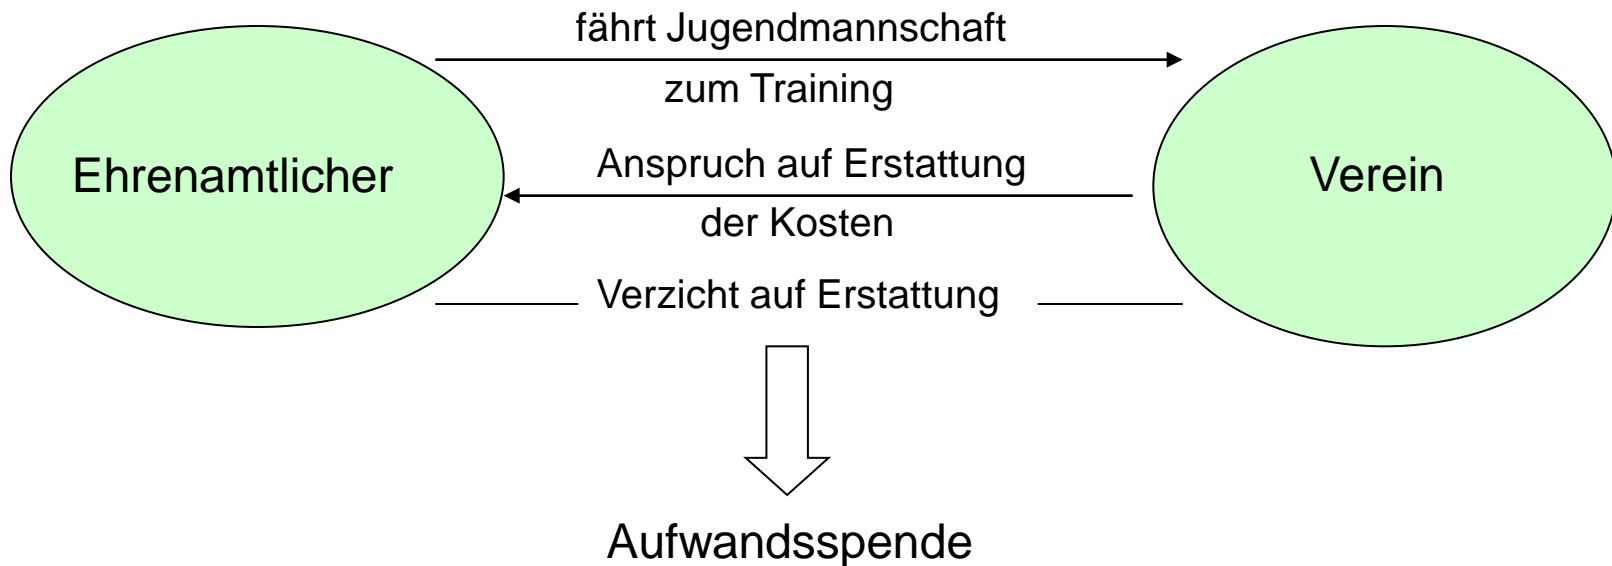 fährt Jugendmannschaft
zum Training
Ehrenamtlicher
Anspruch auf Erstattung
der Kosten
Verein
Verzicht auf Erstattung
Aufwandsspende